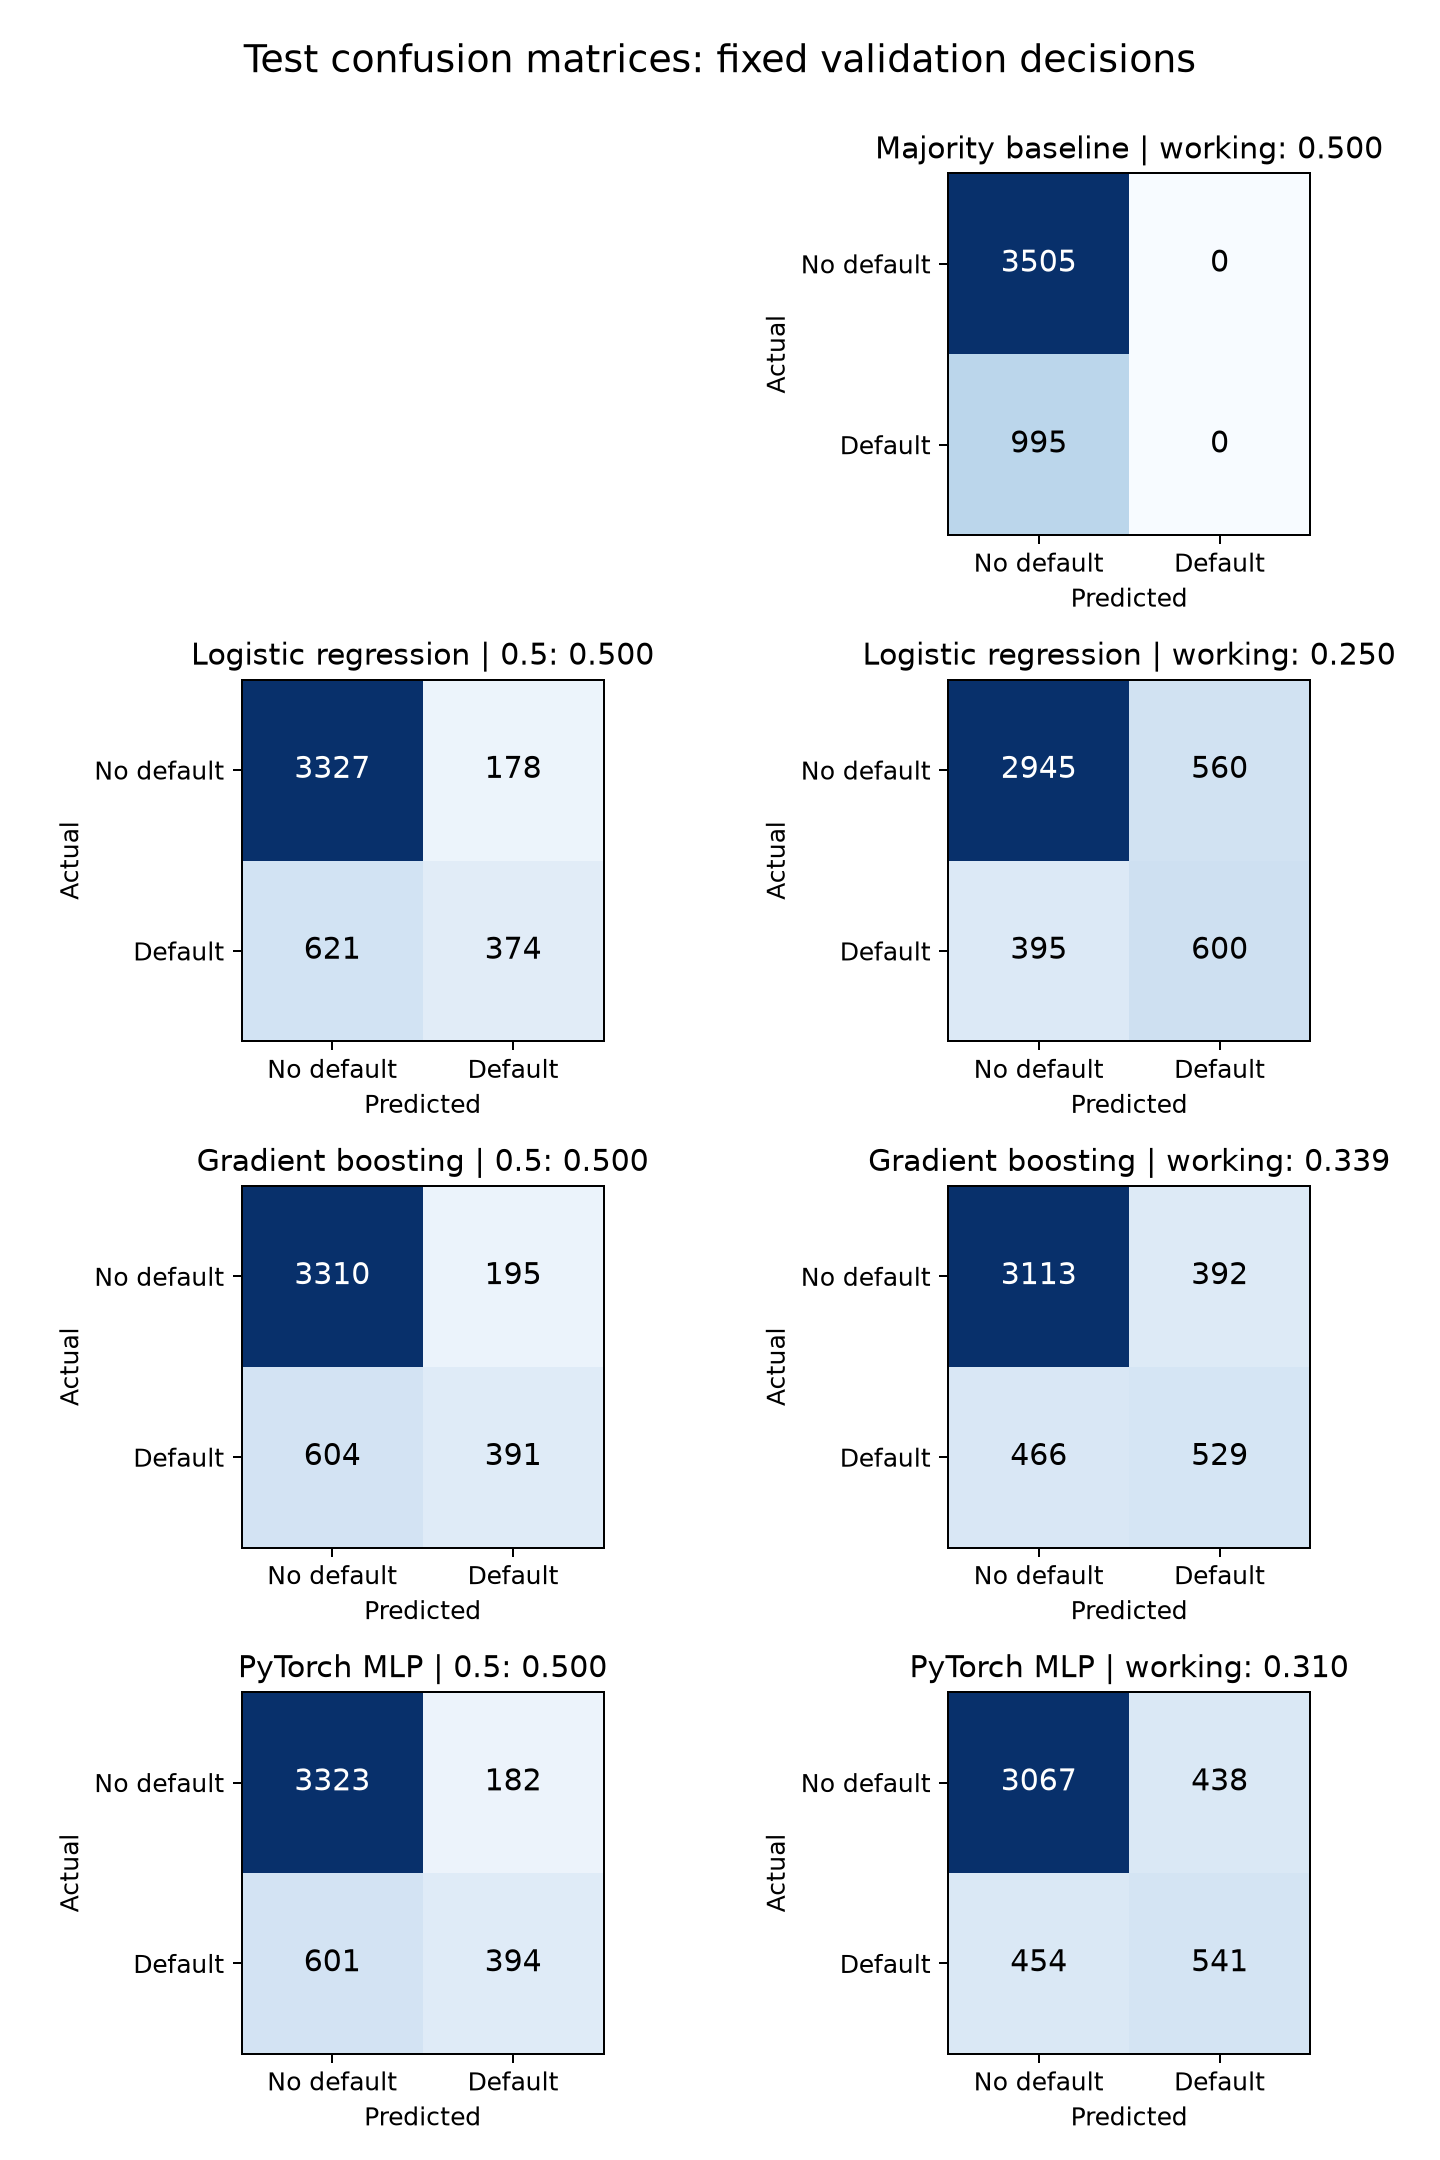 Test confusion matrices: fixed validation decisions
Majority baseline | working: 0.500
No default
3505
0
Actual
Default
995
0
No default
Default
Predicted
Logistic regression | 0.5: 0.500
No default
3327
178
Actual
Default
621
374
No default
Default
Predicted
Logistic regression | working: 0.250
No default
2945
560
Actual
Default
395
600
No default
Default
Predicted
Gradient boosting | 0.5: 0.500
No default
3310
195
Actual
Default
604
391
No default
Default
Predicted
Gradient boosting | working: 0.339
No default
3113
392
Actual
Default
466
529
No default
Default
Predicted
PyTorch MLP | 0.5: 0.500
No default
3323
182
Actual
Default
601
394
No default
Default
Predicted
PyTorch MLP | working: 0.310
No default
3067
438
Actual
Default
454
541
No default
Default
Predicted